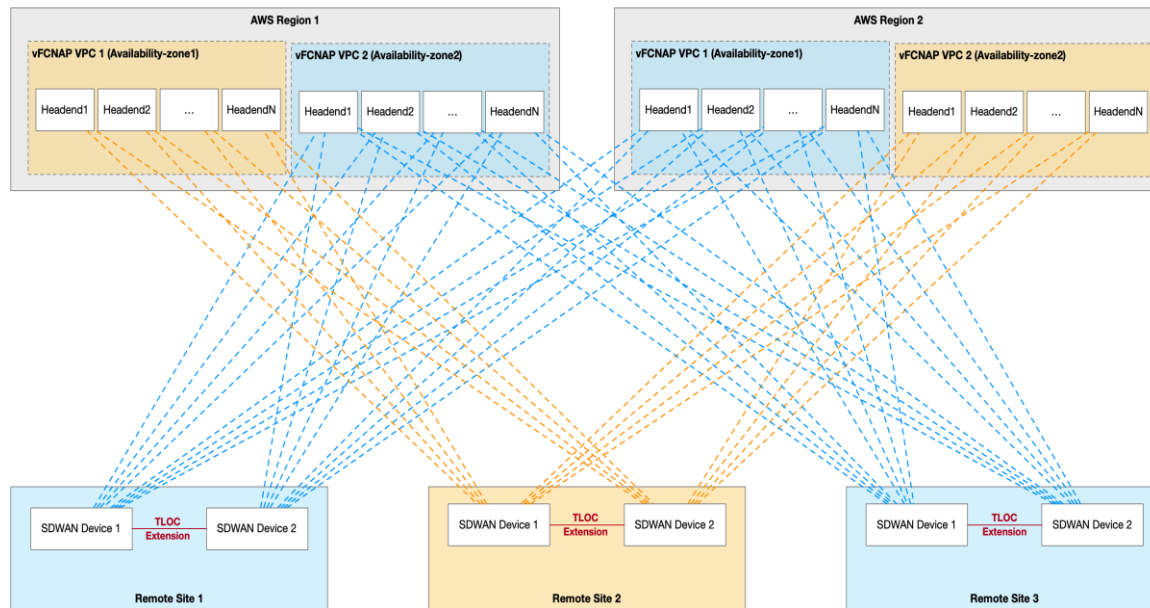 AWS Region 1
vFCNAP VPC 1 (Availability-zone1)
vFCNAP VPC 2 (Availability-zone2)
Headend1
Headend2
...
HeadendN
Headend1
Headend2
...
HeadendN
AWS Region 2
vFCNAP VPC 1 (Availability-zone1)
vFCNAP VPC 2 (Availability-zone2)
Headend1
Headend2
...
HeadendN
Headend1
Headend2
...
HeadendN
SDWAN Device 1
TLOC
Extension
SDWAN Device 2
Remote Site 1
SDWAN Device 1
TLOC
Extension
SDWAN Device 2
Remote Site 2
SDWAN Device 1
TLOC
Extension
SDWAN Device 2
Remote Site 3